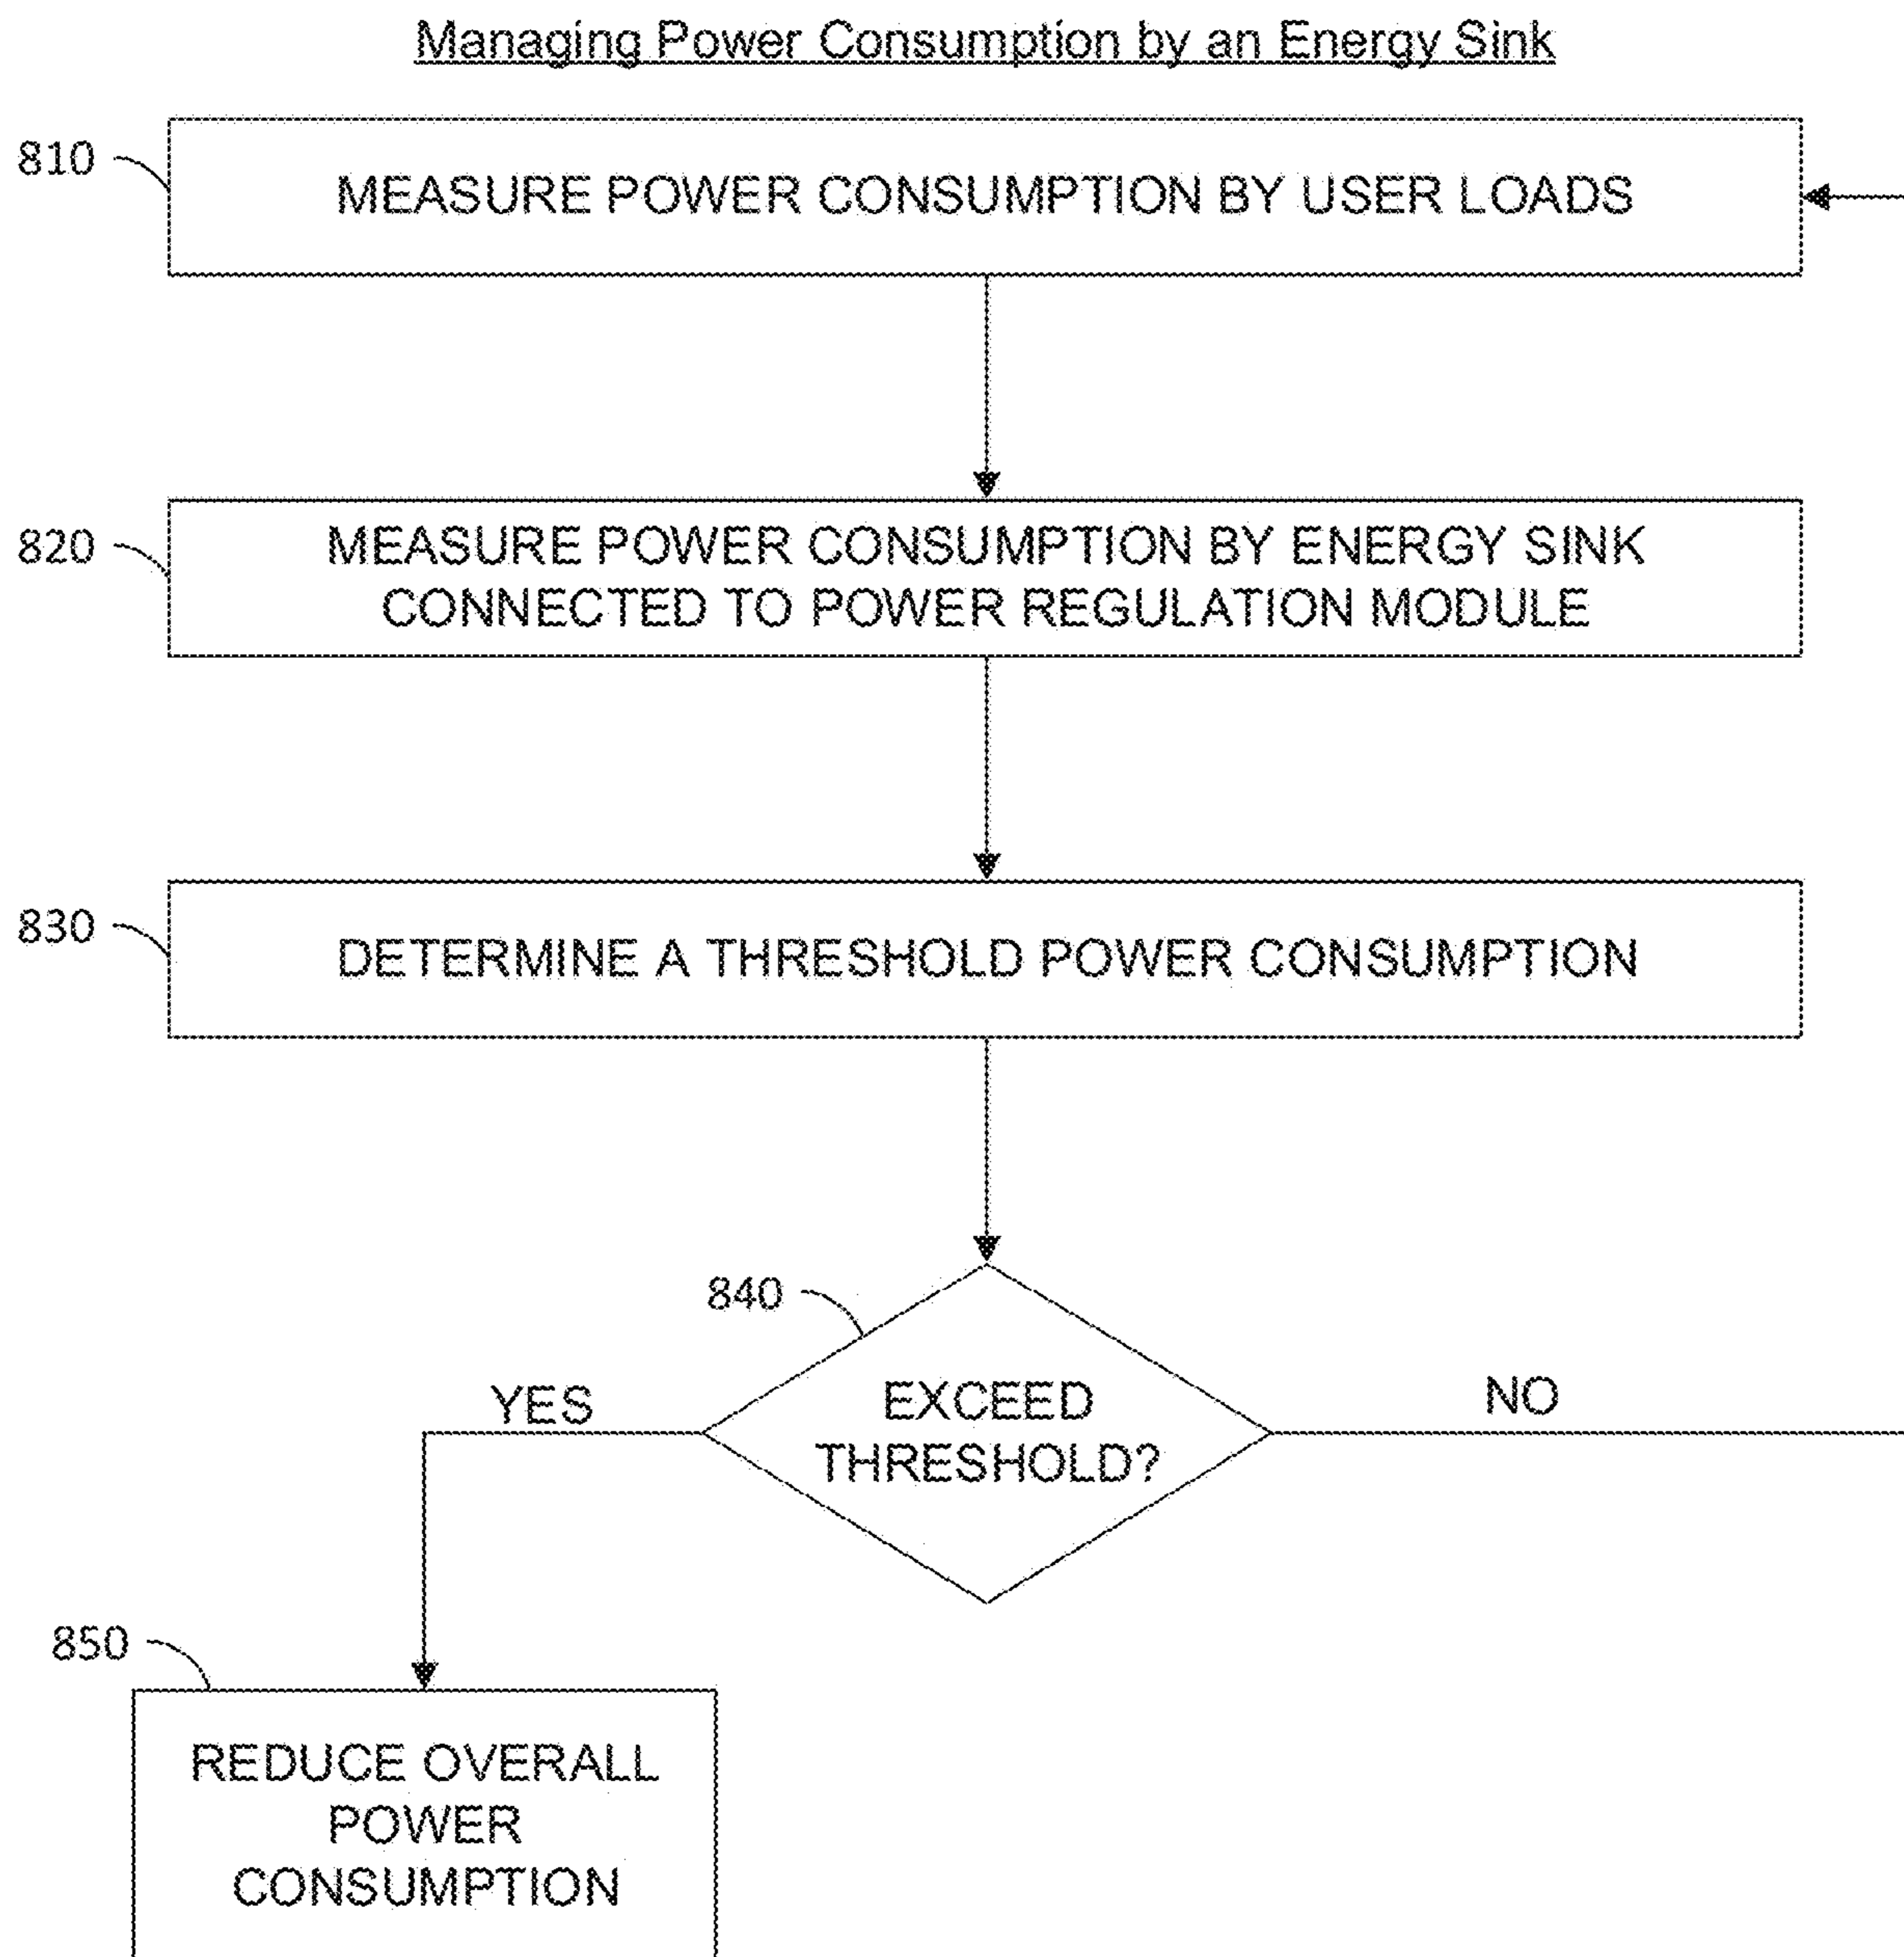 Managing Power Consumption by an Energy Sink
810
MEASURE POWER CONSUMPTION BY USER LOADS
820
MEASURE POWER CONSUMPTION BY ENERGY SINK
CONNECTED TO POWER REGULATION MODULE
830
DETERMINE A THRESHOLD POWER CONSUMPTION
840
EXCEED
THRESHOLD?
YES
NO
850
REDUCE OVERALL
POWER
CONSUMPTION